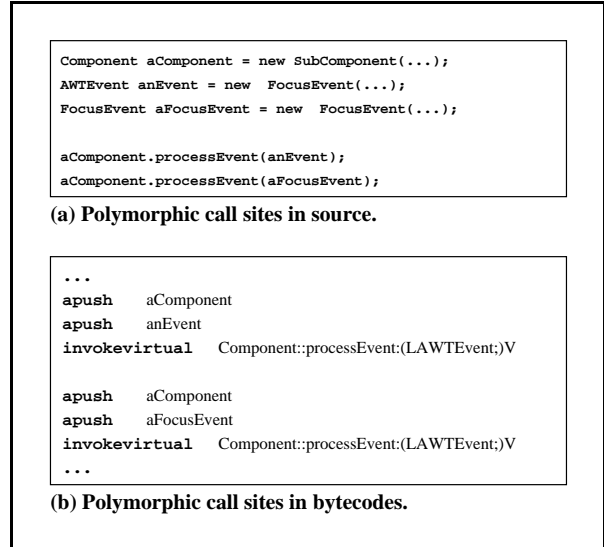 Component aComponent = new SubComponent(...);
AWTEvent anEvent = new  FocusEvent(...);
FocusEvent aFocusEvent = new  FocusEvent(...);
aComponent.processEvent(anEvent);
aComponent.processEvent(aFocusEvent);
(a) Polymorphic call sites in source.
...
apush aComponent
apush anEvent
invokevirtual Component::processEvent:(LAWTEvent;)V
apush aComponent
apush aFocusEvent
invokevirtual Component::processEvent:(LAWTEvent;)V
...
(b) Polymorphic call sites in bytecodes.